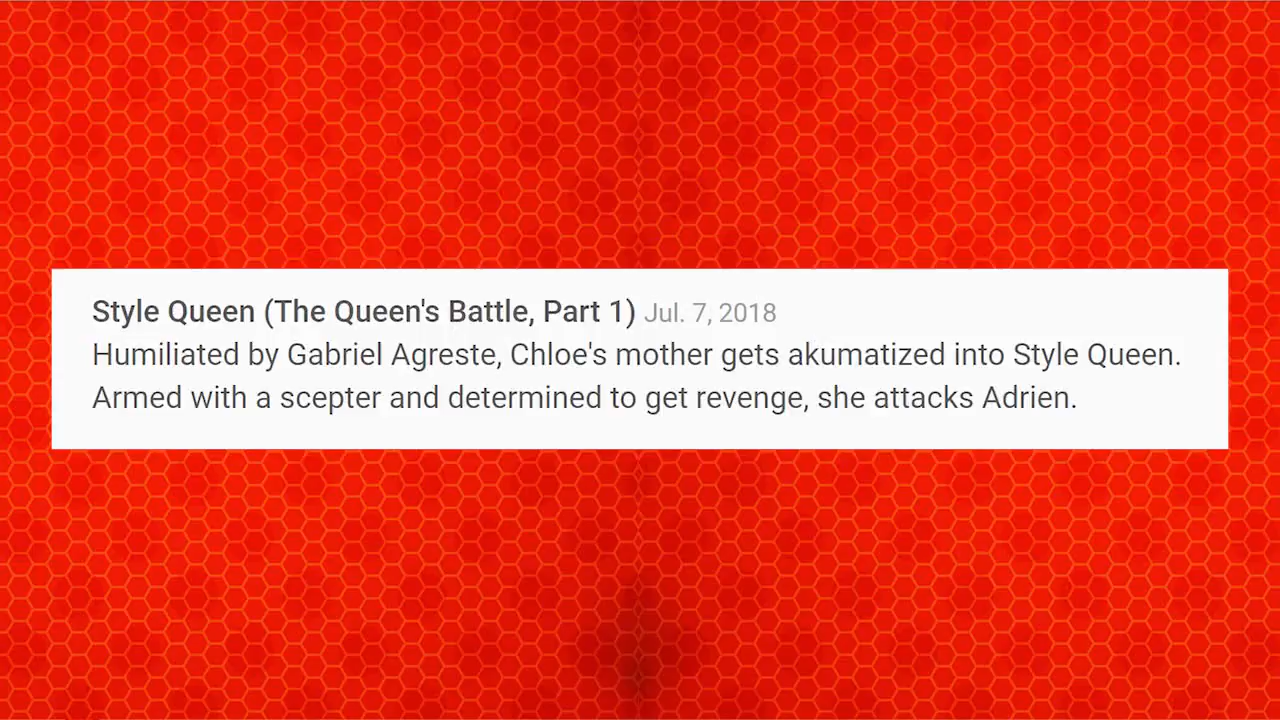 Style Queen (The Queen's Battle, Part 1) Jul. 7, 2018
Humiliated by Gabriel Agreste, Chloe's mother gets akumatized into Style Queen.
Armed with a scepter and determined to get revenge, she attacks Adrien.